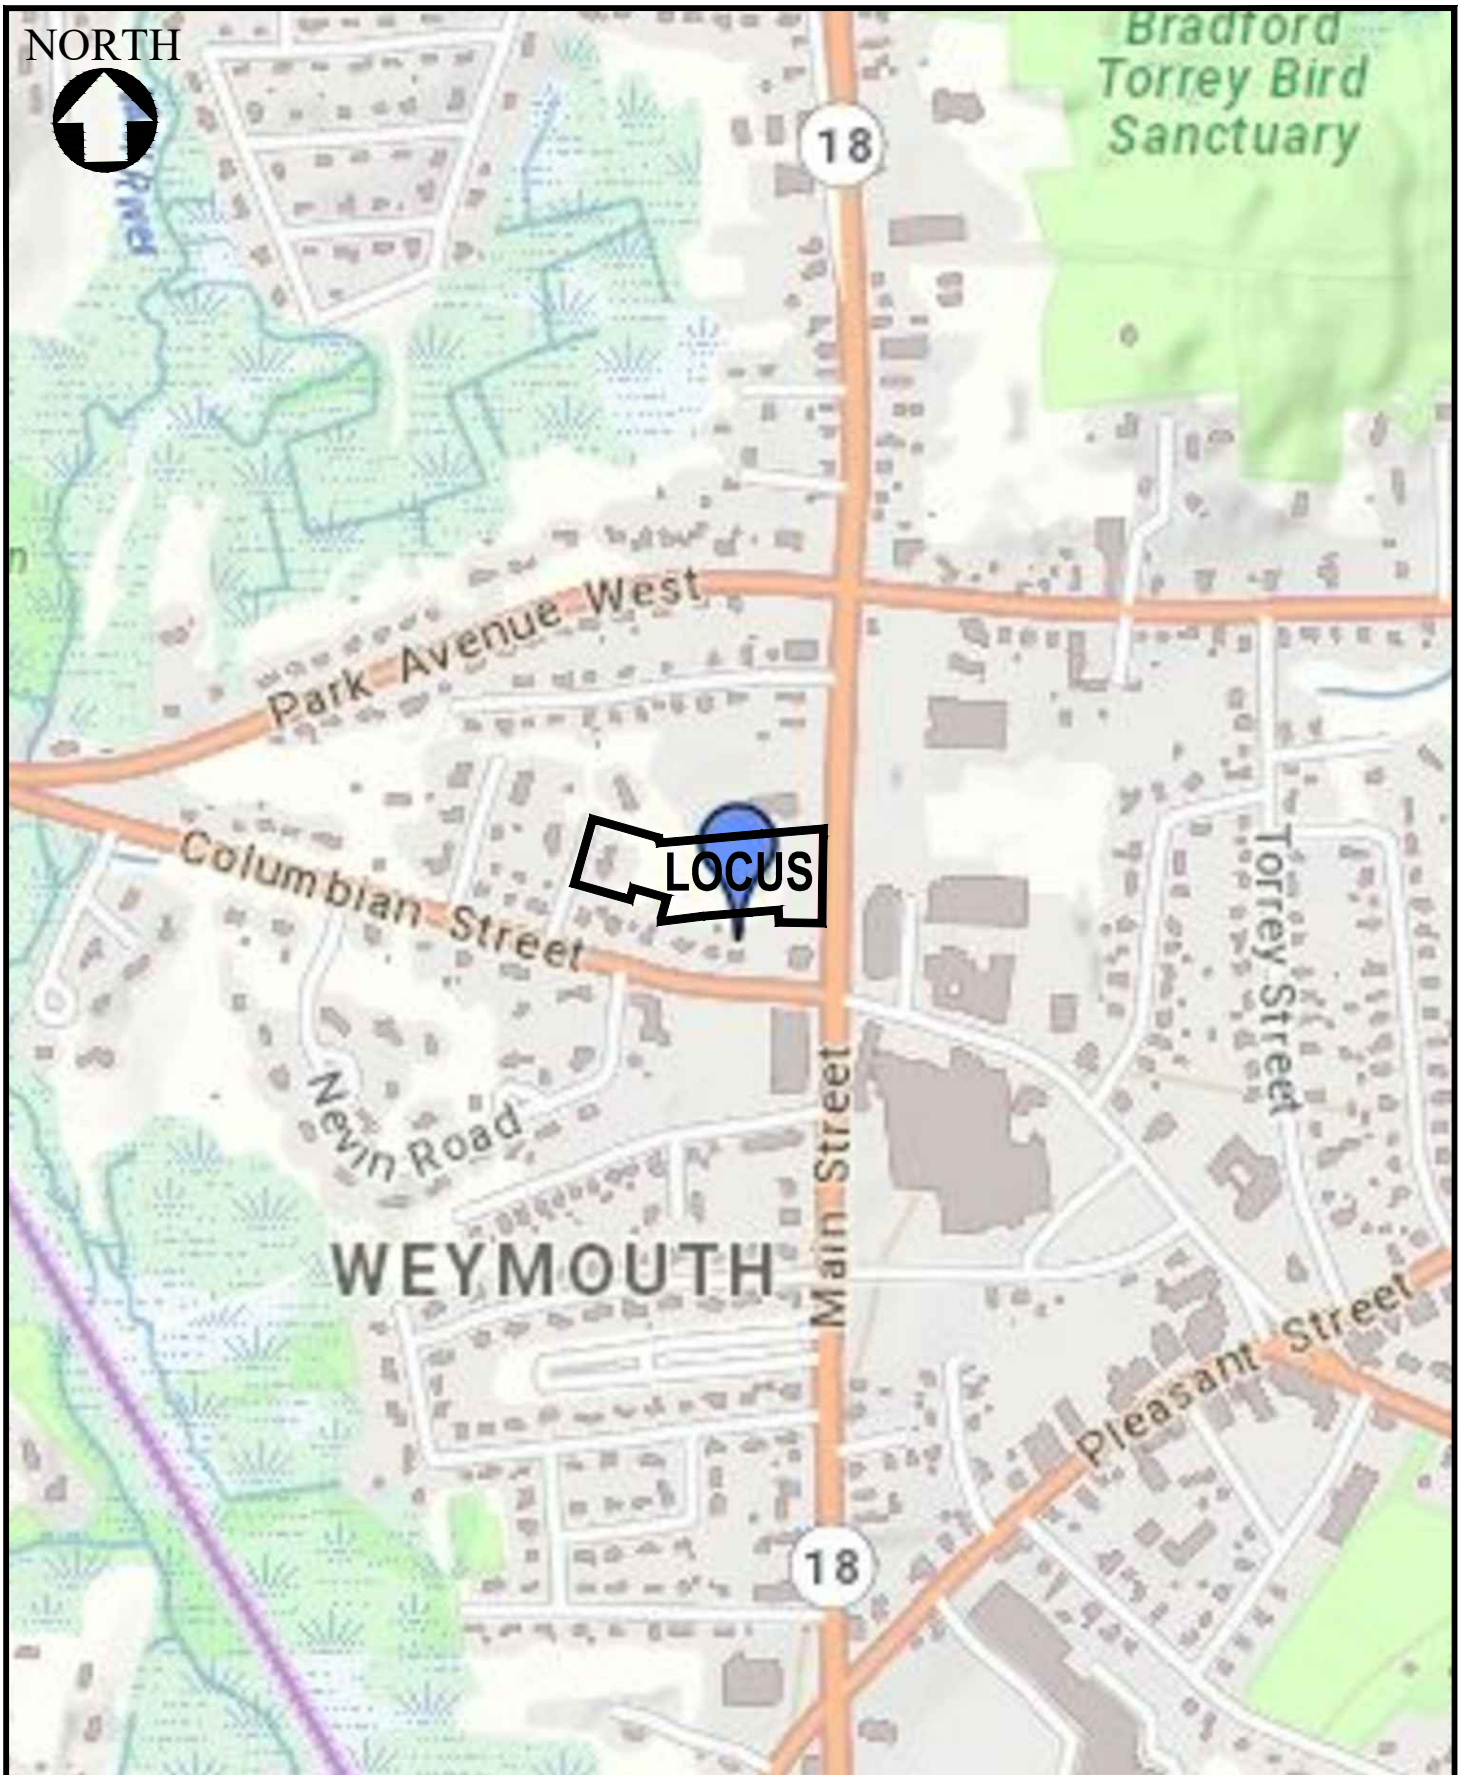 NORTH
Bradford
Torrey Bird
Sanctuary
18
River
Park Avenue West
LOCUS
Columbian Street
Torrey Street
Nevin Road
Main Street
WEYMOUTH
Pleasant Street
18